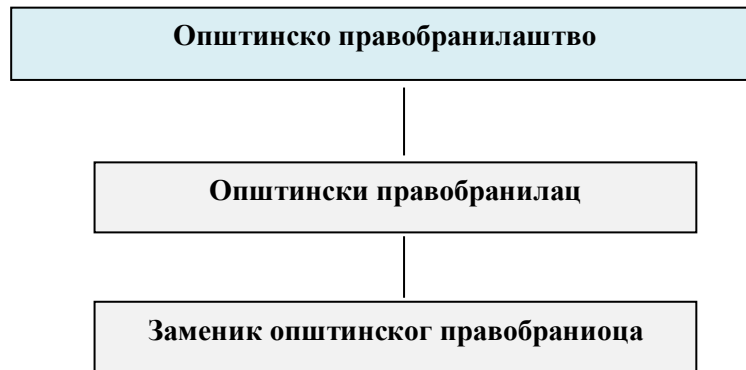 Општинско правобранилаштво
Општински правобранилац
Заменик општинског правобраниоца